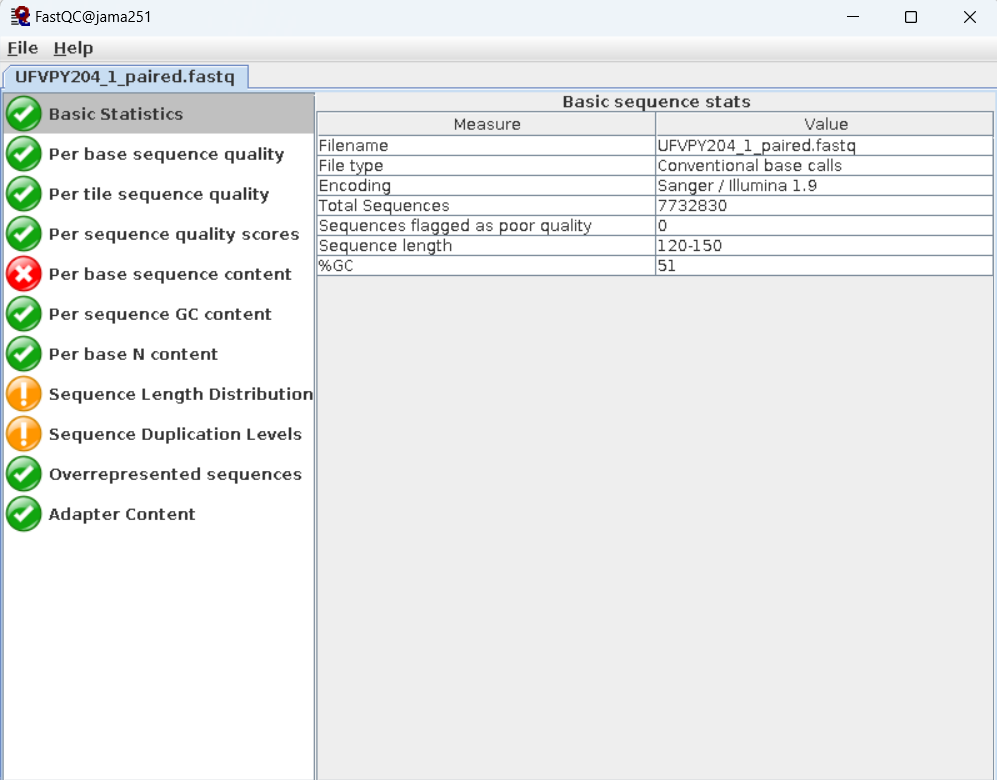 FastQC@jama251
File Help
UFVPY204_1_paired.fastq
Basic Statistics
Per base sequence quality
Per tile sequence quality
Per sequence quality scores
Per base sequence content
Per sequence GC content
Per base N content
Sequence Length Distribution
Sequence Duplication Levels
Overrepresented sequences
Adapter Content
Basic sequence stats
Measure Value
Filename UFVPY204_1_paired.fastq
File type Conventional base calls
Encoding Sanger / Illumina 1.9
Total Sequences 7732830
Sequences flagged as poor quality 0
Sequence length 120-150
%GC 51